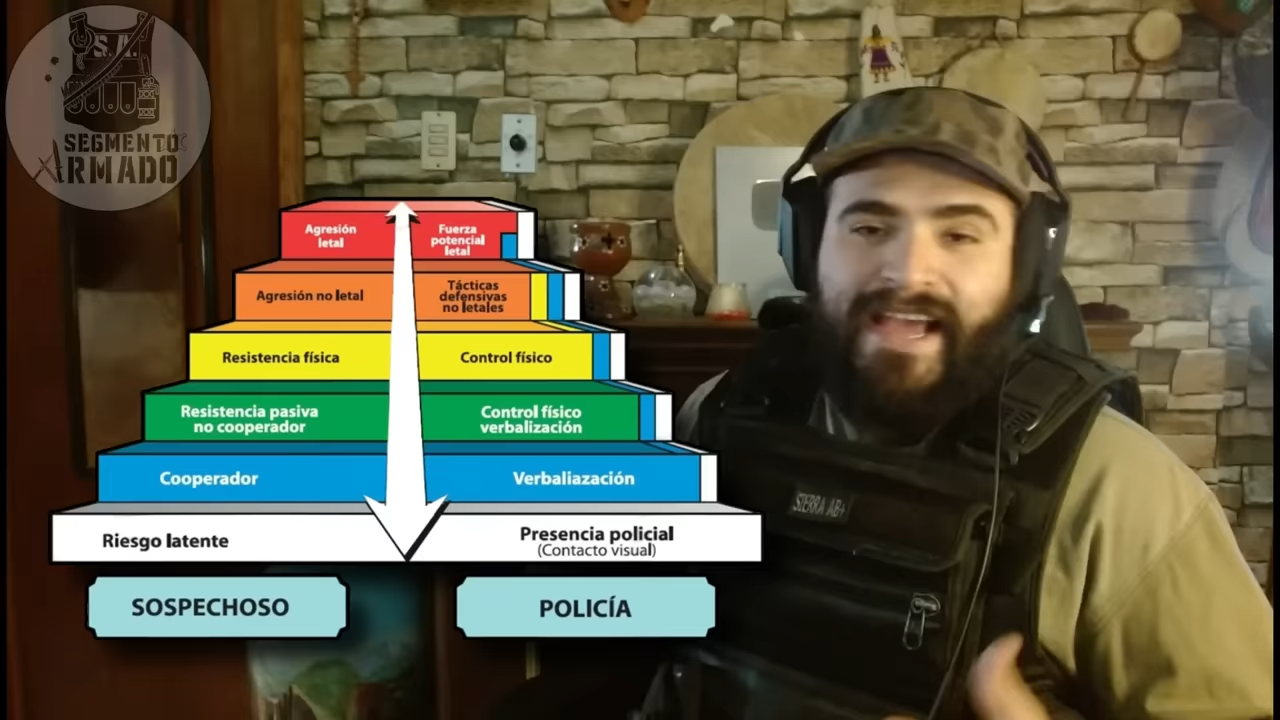 S.A.
SEGMENTO
ARMADO
Agresión
letal
Fuerza
potencial
letal
Agresión no letal
Tácticas
defensivas
no letales
Resistencia física
Control físico
Resistencia pasiva
no cooperador
Control físico
verbalización
Cooperador
Verbaliazación
Riesgo latente
Presencia policial
(Contacto visual)
SOSPECHOSO
POLICÍA
SIERRA AB+